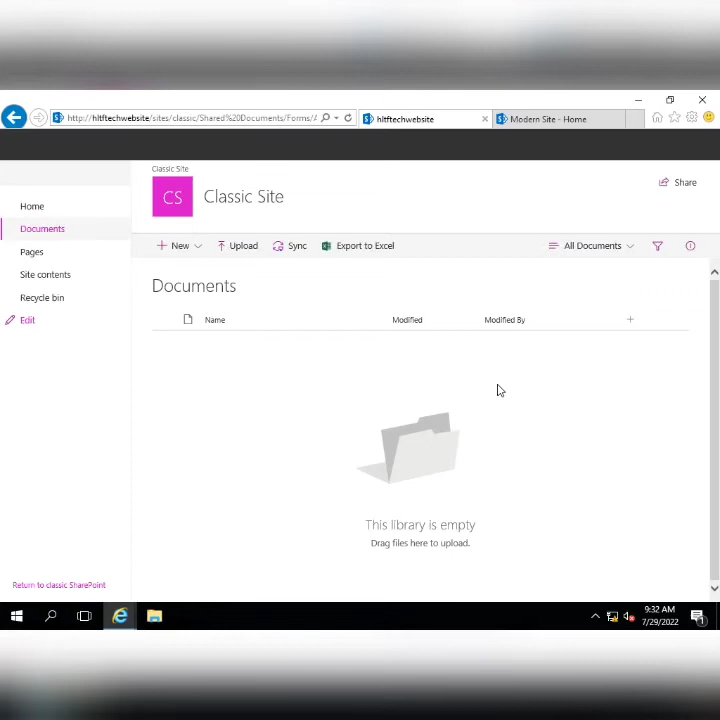 http://hltftechwebsite/sites/classic/Shared%20Documents/Forms/A
hltftechwebsite
Modern Site - Home
Classic Site
CS
Classic Site
Share
Home
Documents
Pages
Site contents
Recycle bin
Edit
New
Upload
Sync
Export to Excel
All Documents
Documents
Name
Modified
Modified By
This library is empty
Drag files here to upload.
Return to classic SharePoint
9:32 AM
7/29/2022
1